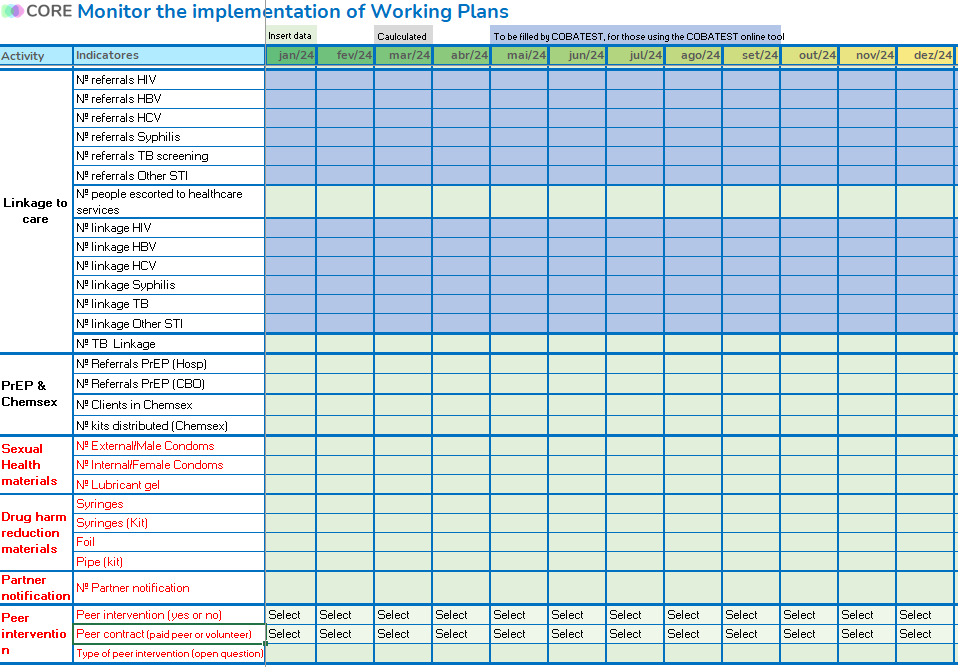 CORE Monitor the implementation of Working Plans
Insert data Caulculated To be filled by COBATEST, for those using the COBATEST online tool
Activity Indicatores jan/24 fev/24 mar/24 abr/24 mai/24 jun/24 jul/24 ago/24 set/24 out/24 nov/24 dez/24
Linkage to
care
Nº referrals HIV
Nº referrals HBV
Nº referrals HCV
Nº referrals Syphilis
Nº referrals TB screening
Nº referrals Other STI
Nº people escorted to healthcare
services
Nº linkage HIV
Nº linkage HBV
Nº linkage HCV
Nº linkage Syphilis
Nº linkage TB
Nº linkage Other STI
Nº TB Linkage
PrEP &
Chemsex
Nº Referrals PrEP (Hosp)
Nº Referrals PrEP (CBO)
Nº Clients in Chemsex
Nº kits distributed (Chemsex)
Sexual
Health
materials
Nº External/Male Condoms
Nº Internal/Female Condoms
Nº Lubricant gel
Drug harm
reduction
materials
Syringes
Syringes (Kit)
Foil
Pipe (kit)
Partner
notification
Nº Partner notification
Peer
interventio
n
Peer intervention (yes or no) Select Select Select Select Select Select Select Select Select Select Select Select
Peer contract (paid peer or volunteer) Select Select Select Select Select Select Select Select Select Select Select Select
Type of peer intervention (open question)